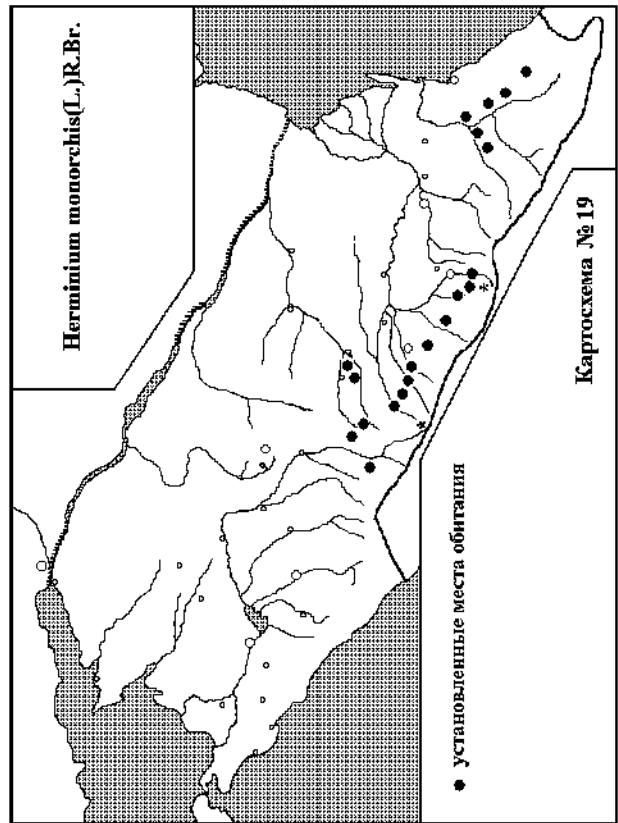 Herminium monorchis(L.)R.Br.
Картосхема №19
установленные места обитания